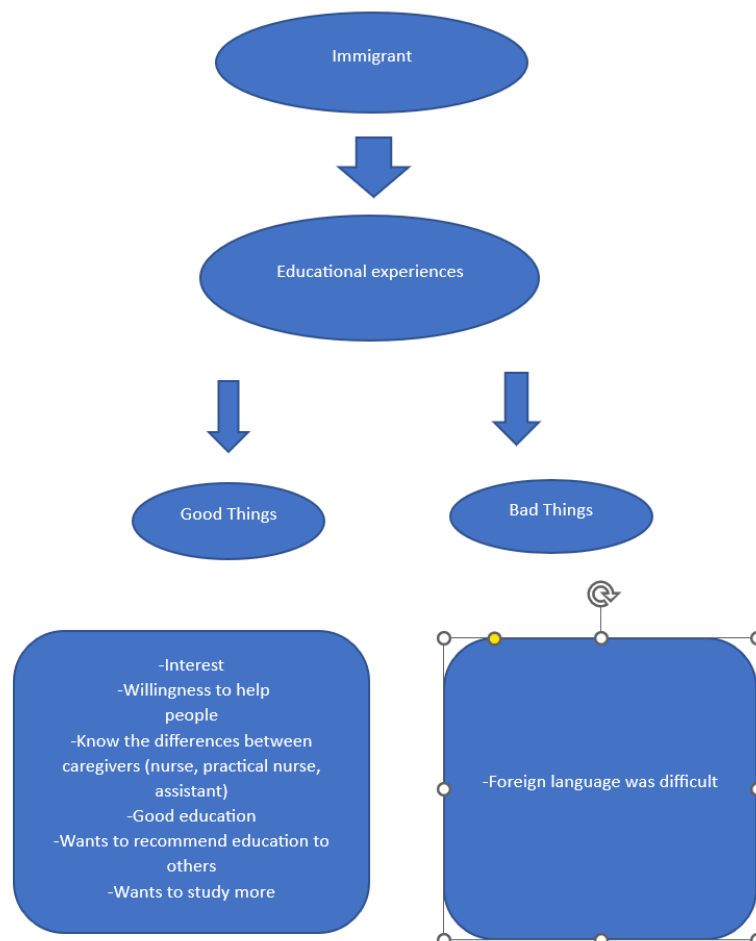 Immigrant
Educational experiences
Good Things
Bad Things
-Interest
-Willingness to help
people
-Know the differences between
caregivers (nurse, practical nurse,
assistant)
-Good education
-Wants to recommend education to
others
-Wants to study more
-Foreign language was difficult